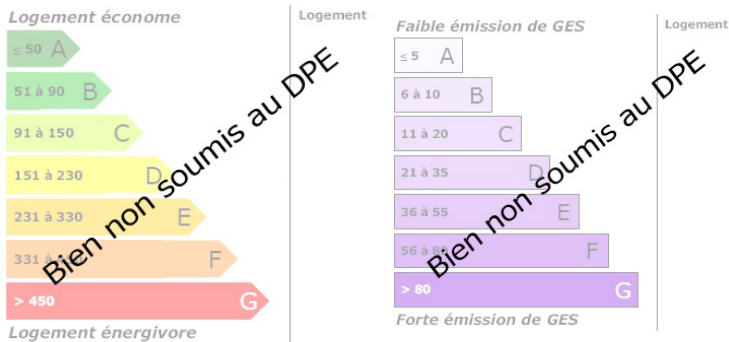 Logement économe
Logement
≤ 50 A
51 à 90 B
91 à 150 C
151 à 230 D
231 à 330 E
331 à F
> 450 G
Logement énergivore
Bien non soumis au DPE
Faible émission de GES
Logement
≤ 5 A
6 à 10 B
11 à 20 C
21 à 35 D
36 à 55 E
56 à F
> 80 G
Forte émission de GES
Bien non soumis au DPE